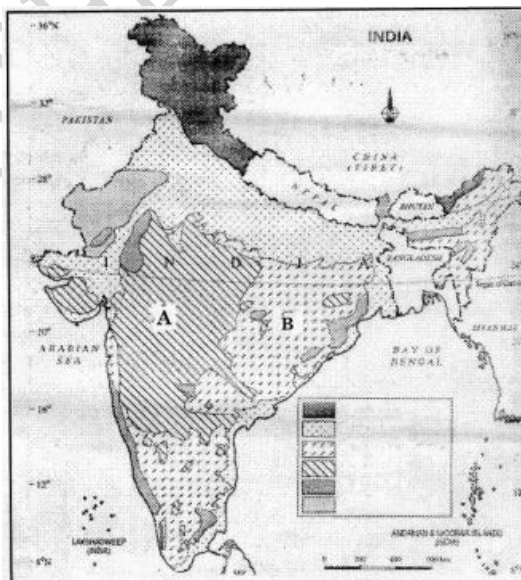 36°N
INDIA
32°
PAKISTAN
CHINA
(TIBET)
28°
NEPAL
BHUTAN
I N D I A
BANGLADESH
A
B
ARABIAN
SEA
BAY OF
BENGAL
MYANMAR
16°
12°
LAKSHADWEEP
(INDIA)
ANDAMAN & NICOBAR ISLANDS
(INDIA)
8°N